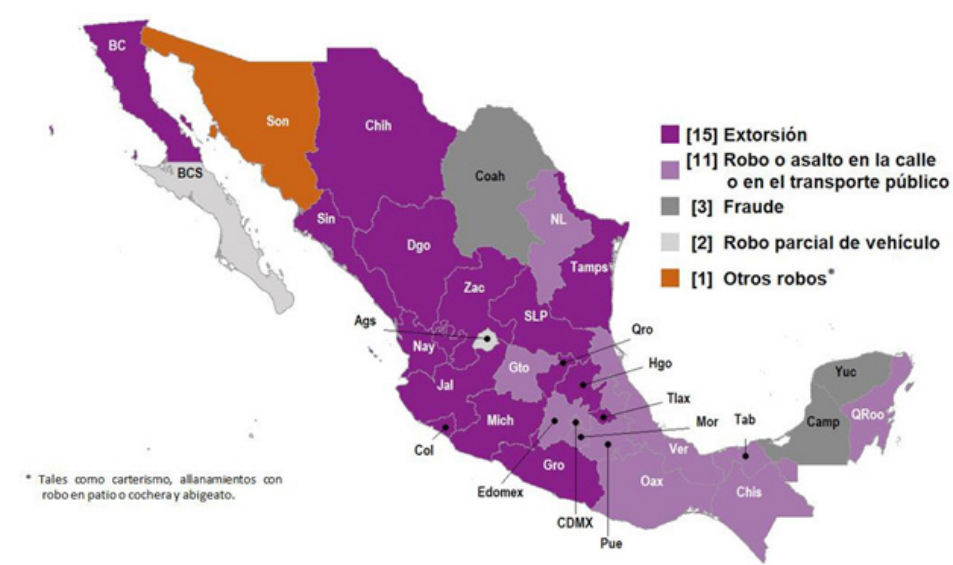 BC
Son
Chih
BCS
Coah
Sin
NL
Dgo
Tamps
Zac
SLP
Ags
Qro
Nay
Gto
Hgo
Yuc
Jal
Tlax
QRoo
Mich
Mor
Tab
Camp
Col
Ver
Gro
Oax
Chis
Edomex
CDMX
Pue
[15] Extorsión
[11] Robo o asalto en la calle
o en el transporte público
[3] Fraude
[2] Robo parcial de vehículo
[1] Otros robos*
* Tales como carterismo, allanamientos con
robo en patio o cochera y abigeato.